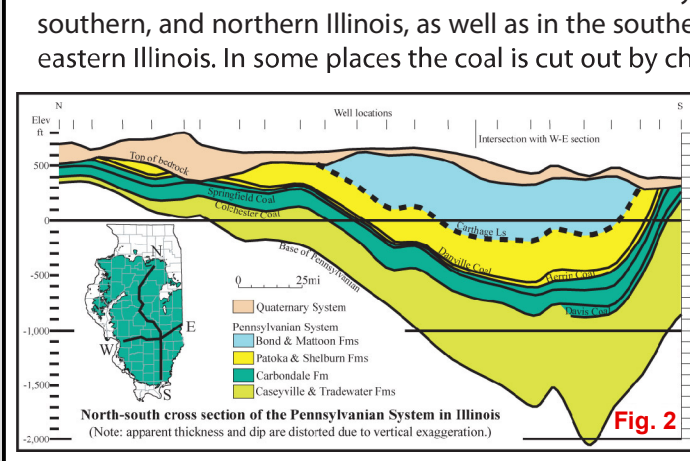 southern, and northern Illinois, as well as in the southe
eastern Illinois. In some places the coal is cut out by ch
N
Well locations
S
Elev
ft
Intersection with W-E section
500
0
-500
-1,000
-1,500
-2,000
Top of bedrock
Springfield Coal
Colchester Coal
Base of Pennsylvanian
Carthage Ls
Danville Coal
Herrin Coal
Davis Coal
N
W
E
S
0 25mi
Quaternary System
Pennsylvanian System
Bond & Mattoon Fms
Patoka & Shelburn Fms
Carbondale Fm
Caseyville & Tradewater Fms
North-south cross section of the Pennsylvanian System in Illinois
(Note: apparent thickness and dip are distorted due to vertical exaggeration.)
Fig. 2